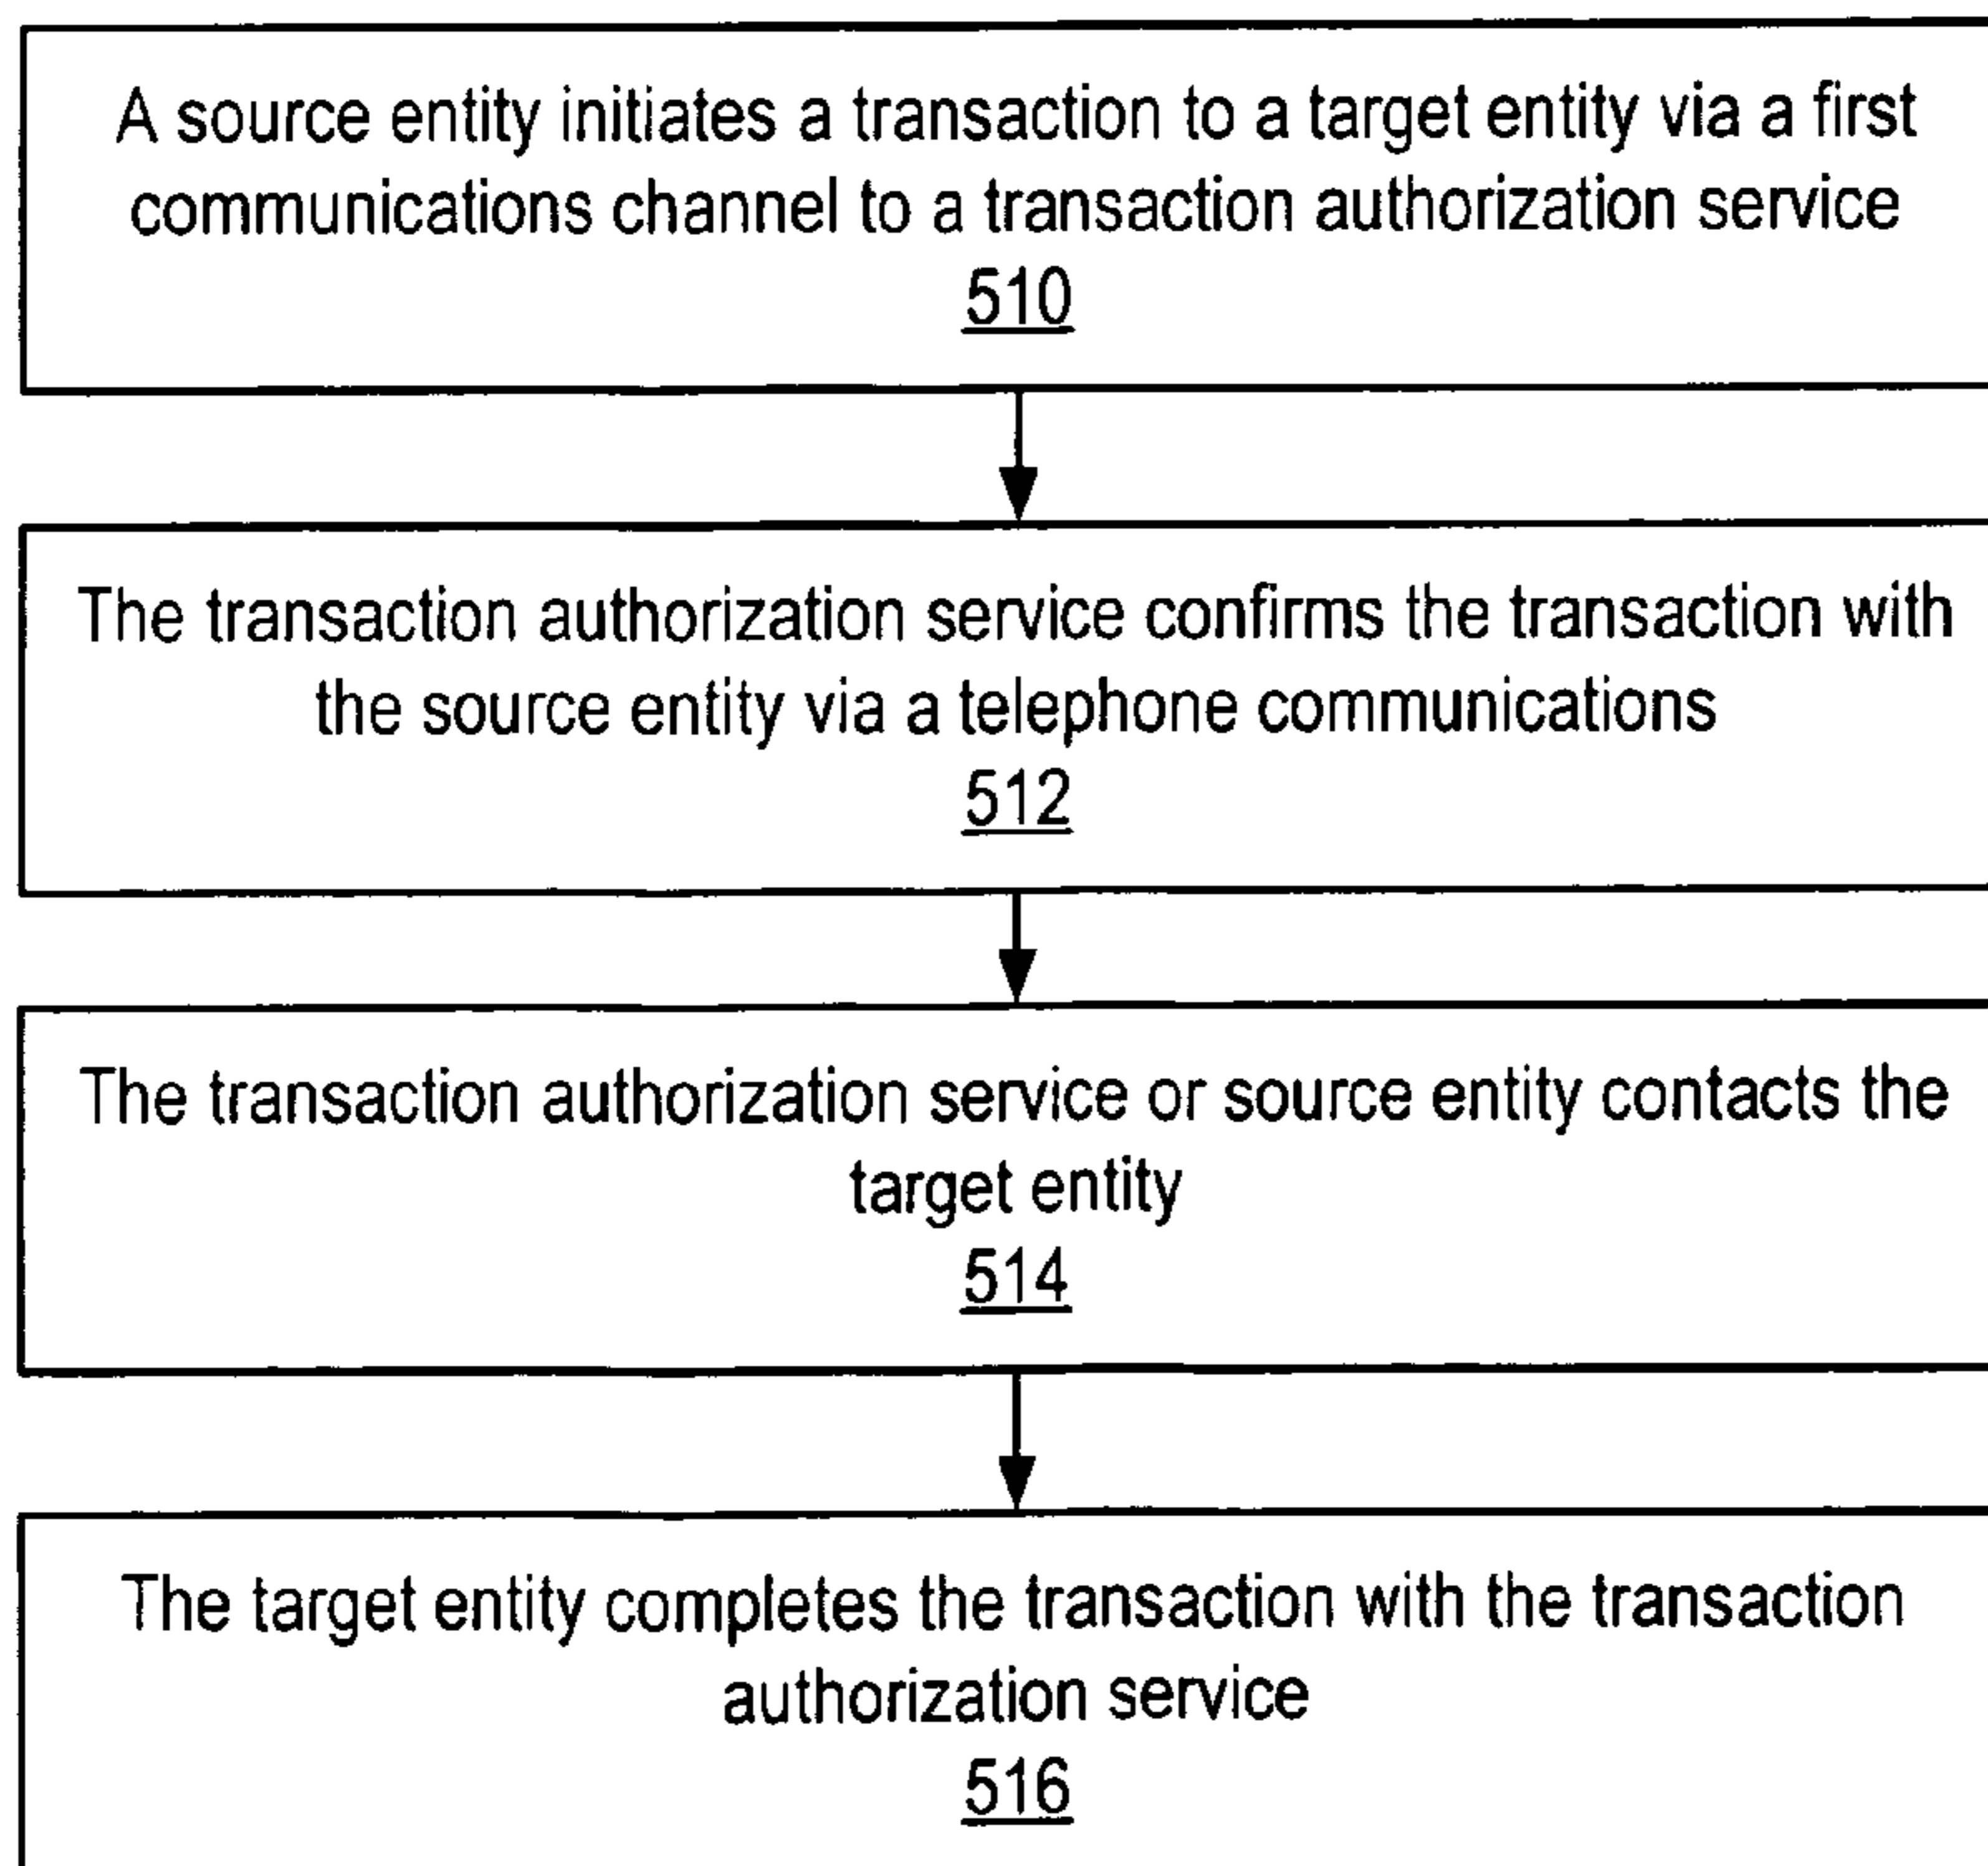 A source entity initiates a transaction to a target entity via a first
communications channel to a transaction authorization service
510
The transaction authorization service confirms the transaction with
the source entity via a telephone communications
512
The transaction authorization service or source entity contacts the
target entity
514
The target entity completes the transaction with the transaction
authorization service
516